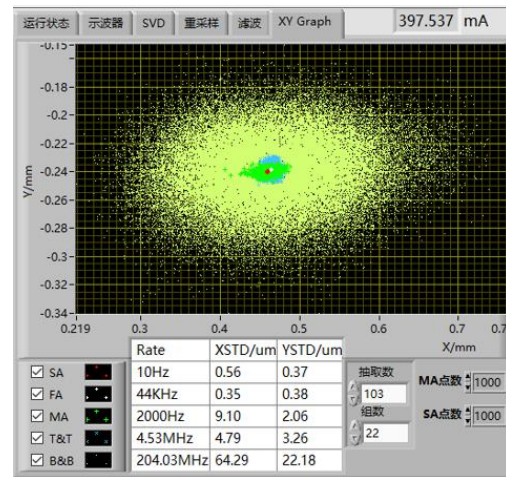 运行状态 示波器 SVD 重采样 滤波 XY Graph 397.537 mA
-0.15
-0.18
-0.2
-0.22
-0.24
-0.26
-0.28
-0.3
-0.32
-0.34
Y/mm
0.219 0.3 0.4 0.5 0.6 0.7 0.7
X/mm
Rate XSTD/um YSTD/um
SA 10Hz 0.56 0.37
FA 44KHz 0.35 0.38
MA 2000Hz 9.10 2.06
T&T 4.53MHz 4.79 3.26
B&B 204.03MHz 64.29 22.18
抽取数
103
组数
22
MA点数 1000
SA点数 1000